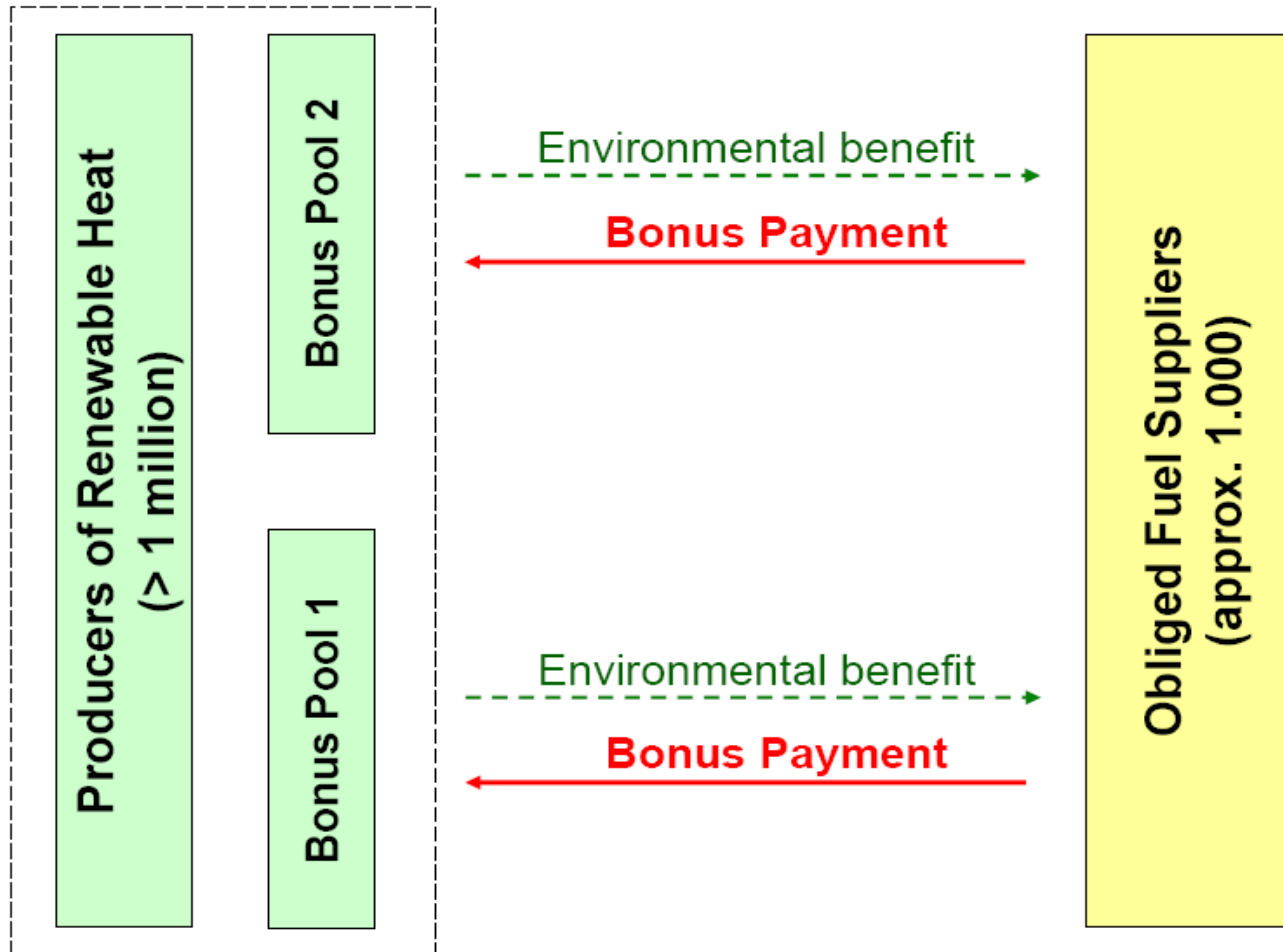 Producers of Renewable Heat
(> 1 million)
Bonus Pool 2
Bonus Pool 1
Environmental benefit
Bonus Payment
Environmental benefit
Bonus Payment
Obliged Fuel Suppliers
(approx. 1.000)